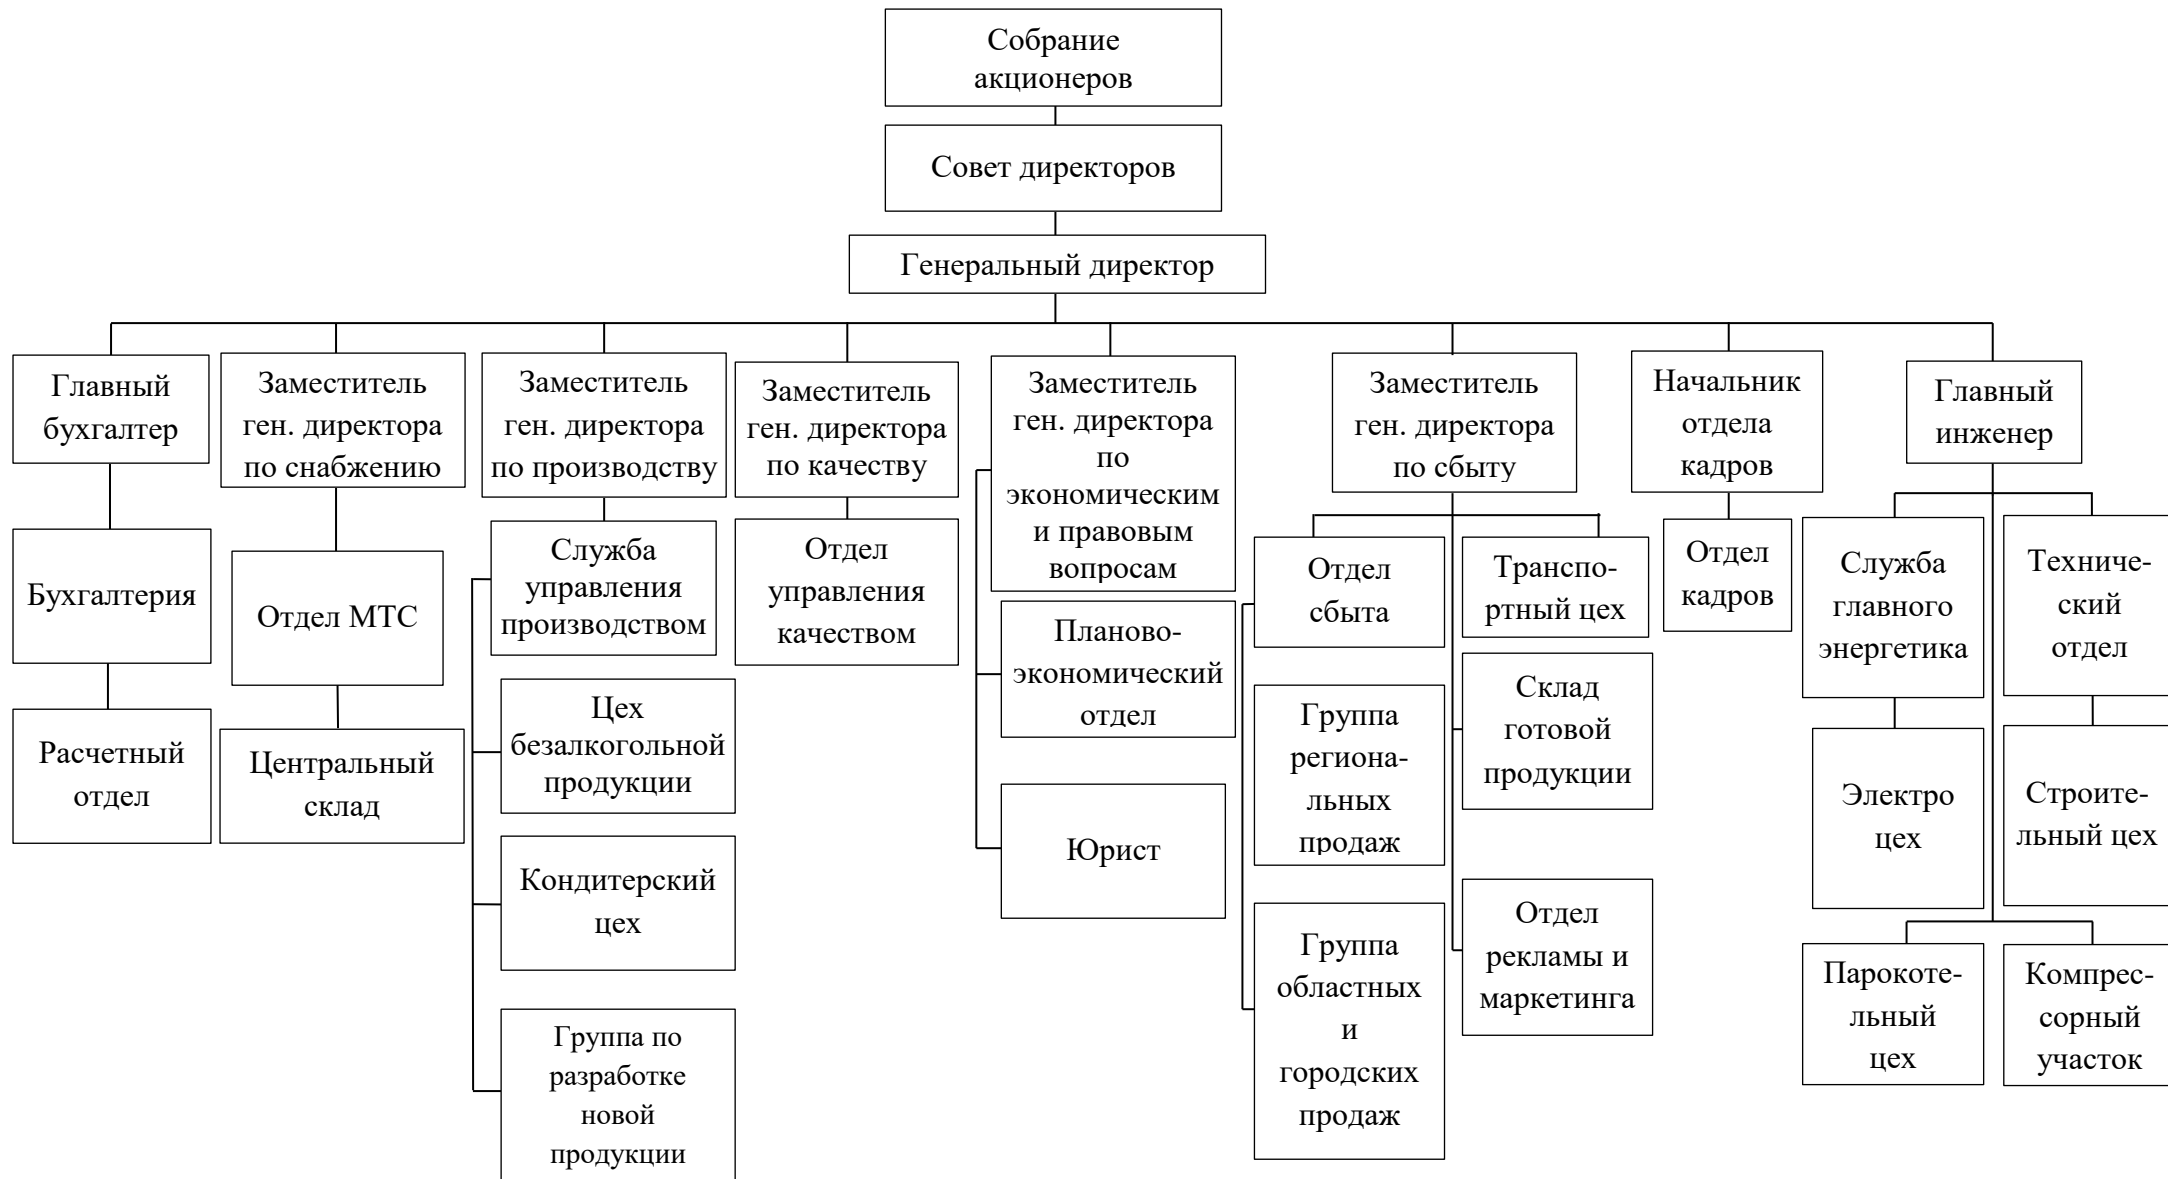 Собрание
акционеров
Совет директоров
Генеральный директор
Главный
бухгалтер
Заместитель
ген. директора
по снабжению
Заместитель
ген. директора
по производству
Заместитель
ген. директора
по качеству
Заместитель
ген. директора
по
экономическим
и правовым
вопросам
Заместитель
ген. директора
по сбыту
Начальник
отдела
кадров
Главный
инженер
Бухгалтерия
Расчетный
отдел
Отдел МТС
Центральный
склад
Служба
управления
производством
Цех
безалкогольной
продукции
Кондитерский
цех
Группа по
разработке
новой
продукции
Отдел
управления
качеством
Планово-
экономический
отдел
Юрист
Отдел
сбыта
Группа
региона-
льных
продаж
Группа
областных
и
городских
продаж
Транспо-
ртный цех
Склад
готовой
продукции
Отдел
рекламы и
маркетинга
Отдел
кадров
Служба
главного
энергетика
Электро
цех
Парокоте-
льный
цех
Техниче-
ский
отдел
Строите-
льный цех
Компрес-
сорный
участок